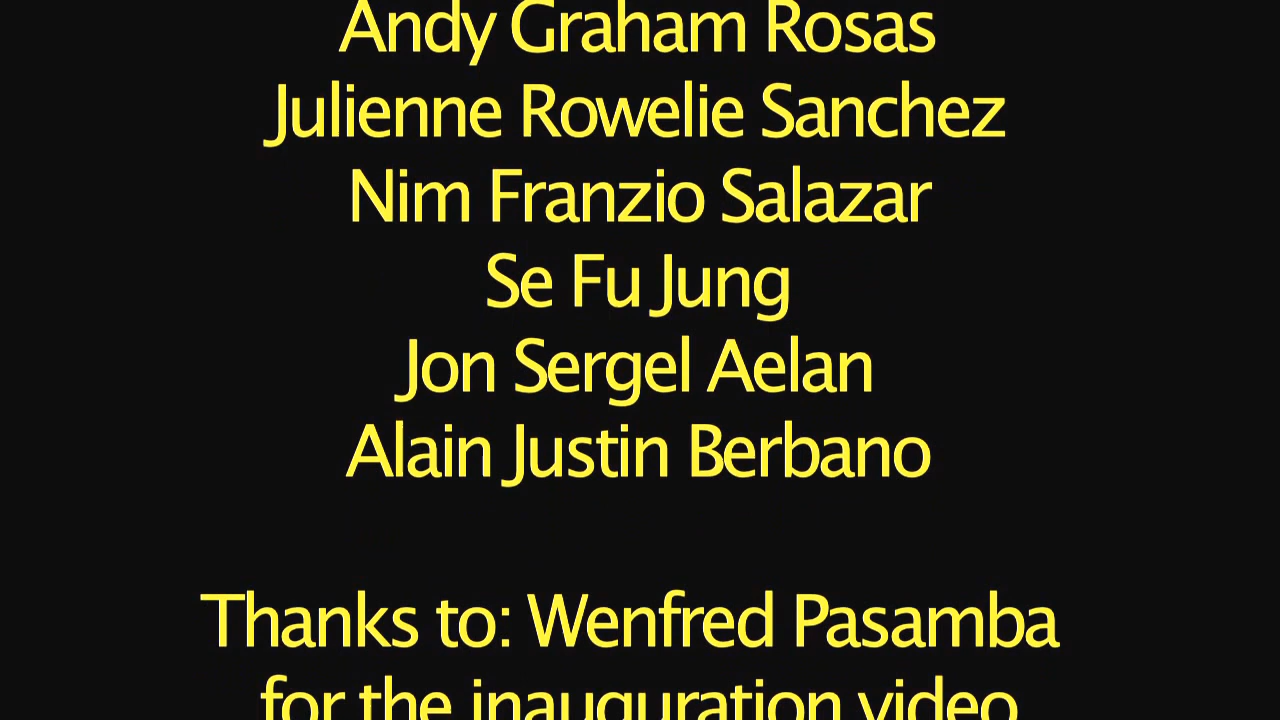 Andy Graham Rosas
Julienne Rowelie Sanchez
Nim Franzio Salazar
Se Fu Jung
Jon Sergel Aelan
Alain Justin Berbano
Thanks to: Wenfred Pasamba
for the inauguration video